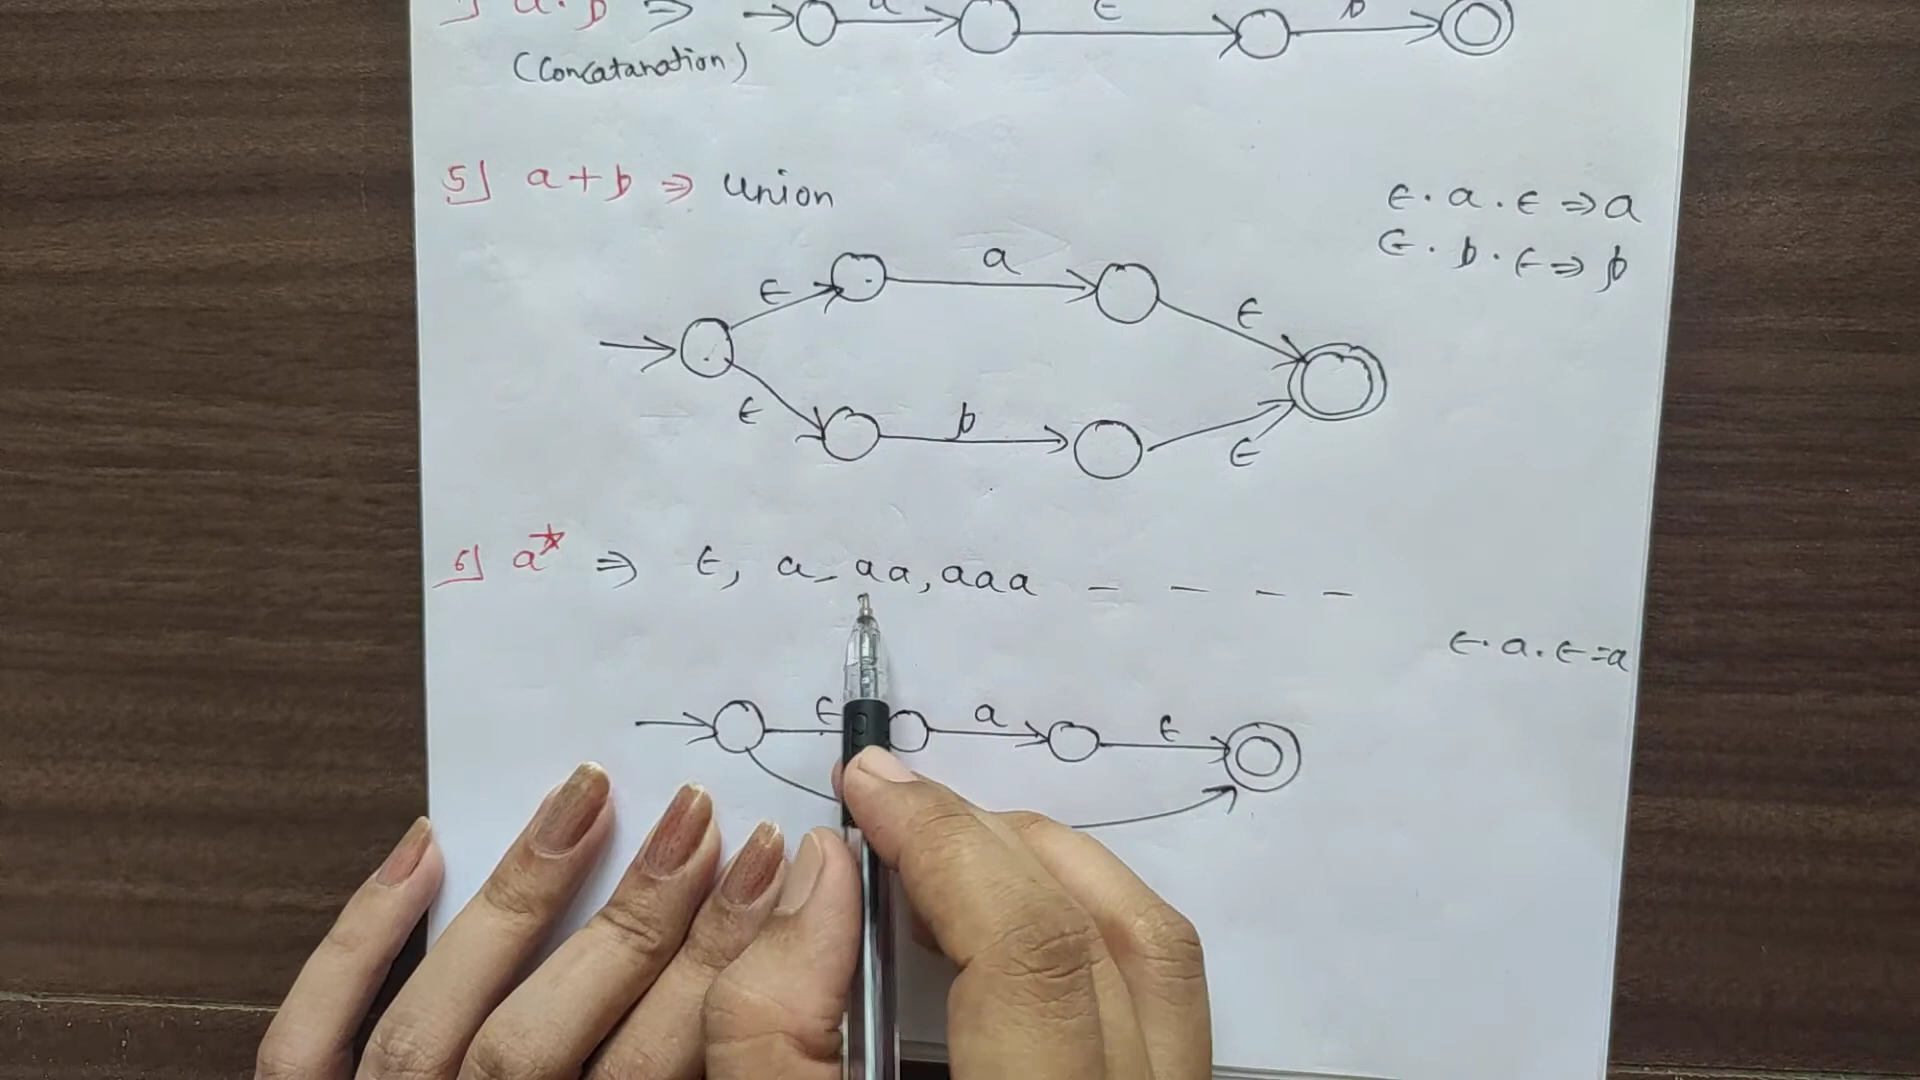 a.b ⇒ a ϵ b
(Concatanation)
5] a+b ⇒ union
ϵ.a.ϵ ⇒ a
ϵ.b.ϵ ⇒ b
ϵ a ϵ
ϵ b ϵ
6] a* ⇒ ϵ, a, aa, aaa _ _ _ _
ϵ.a.ϵ=a
ϵ a ϵ